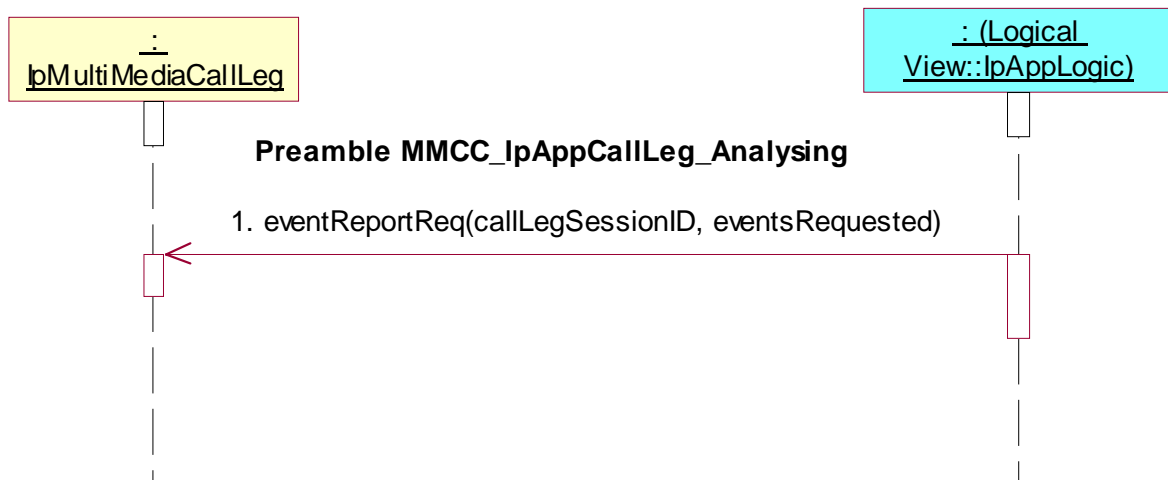 :
IpMultiMediaCallLeg
: (Logical
View::IpAppLogic)
Preamble MMCC_IpAppCallLeg_Analysing
1. eventReportReq(callLegSessionID, eventsRequested)